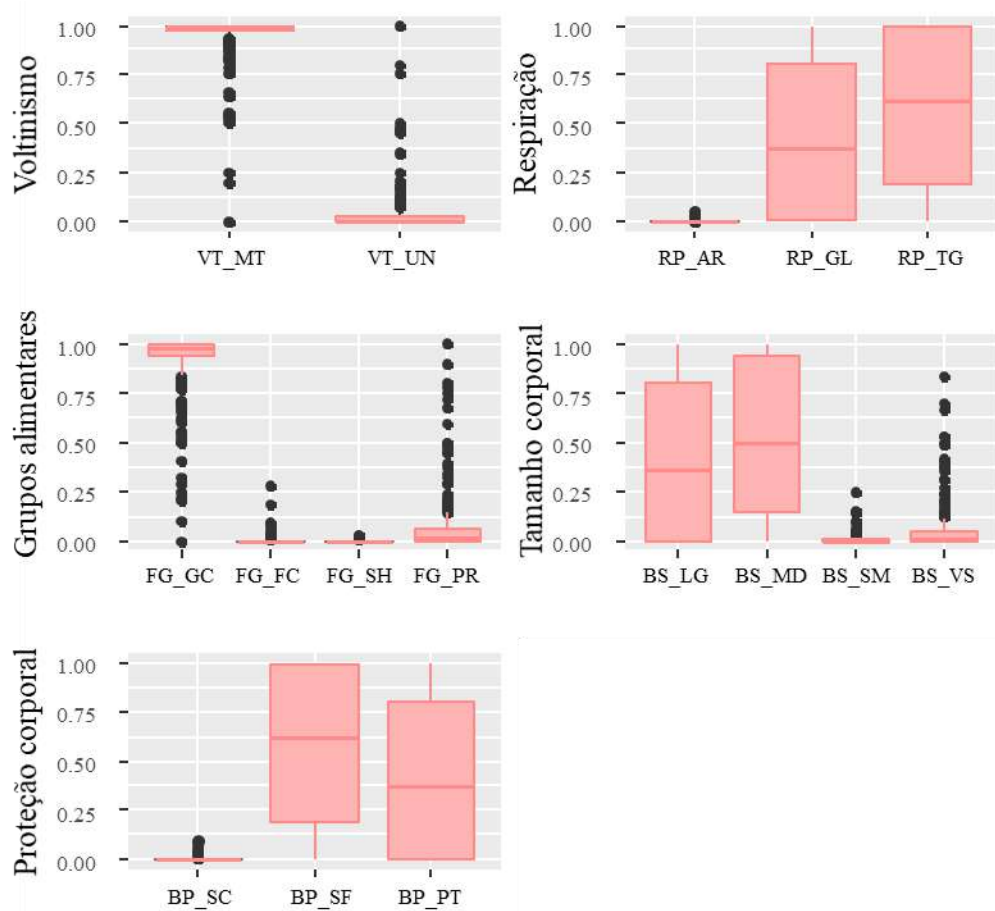 Voltinismo
1.00
0.75
0.50
0.25
0.00
VT_MT VT_UN
Respiração
1.00
0.75
0.50
0.25
0.00
RP_AR RP_GL RP_TG
Grupos alimentares
1.00
0.75
0.50
0.25
0.00
FG_GC FG_FC FG_SH FG_PR
Tamanho corporal
1.00
0.75
0.50
0.25
0.00
BS_LG BS_MD BS_SM BS_VS
Proteção corporal
1.00
0.75
0.50
0.25
0.00
BP_SC BP_SF BP_PT